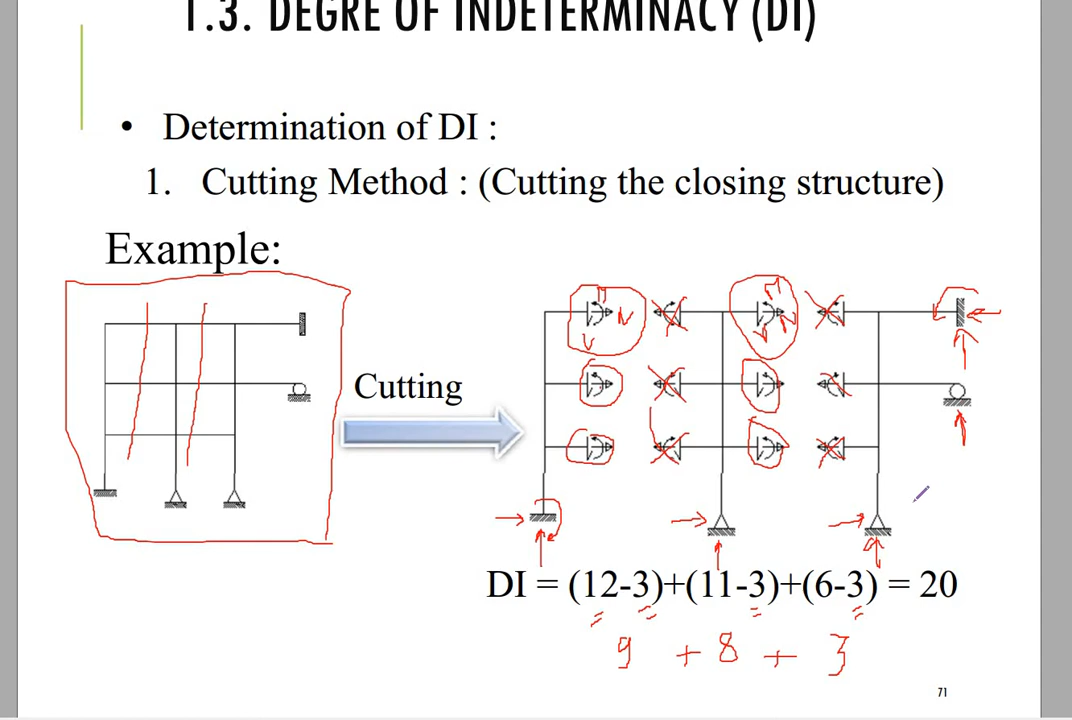 1.3. DEGRE OF INDETERMINACY (DI)
• Determination of DI :
1. Cutting Method : (Cutting the closing structure)
Example:
Cutting
M
N
V
M
V N
DI = (12-3)+(11-3)+(6-3) = 20
9 + 8 + 3
71